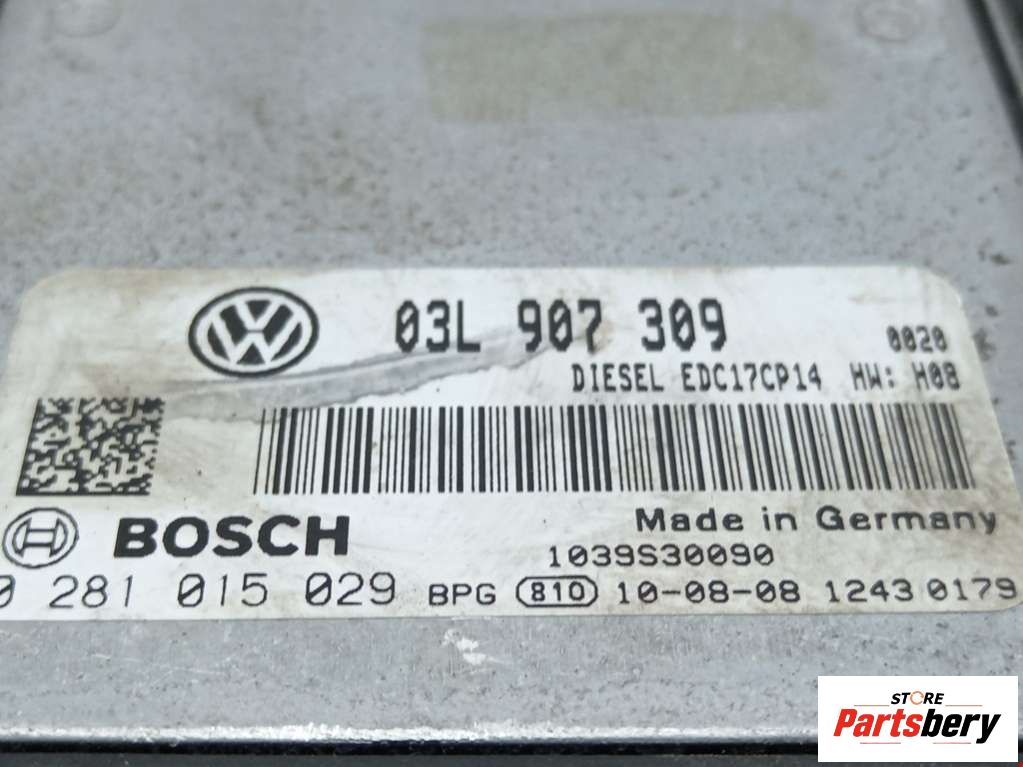 03L 907 309
0020
DIESEL EDC17CP14 HW: H08
BOSCH
Made in Germany
1039S30090
0 281 015 029 BPG 810 10-08-08 1243 0179
STORE
Partsbery